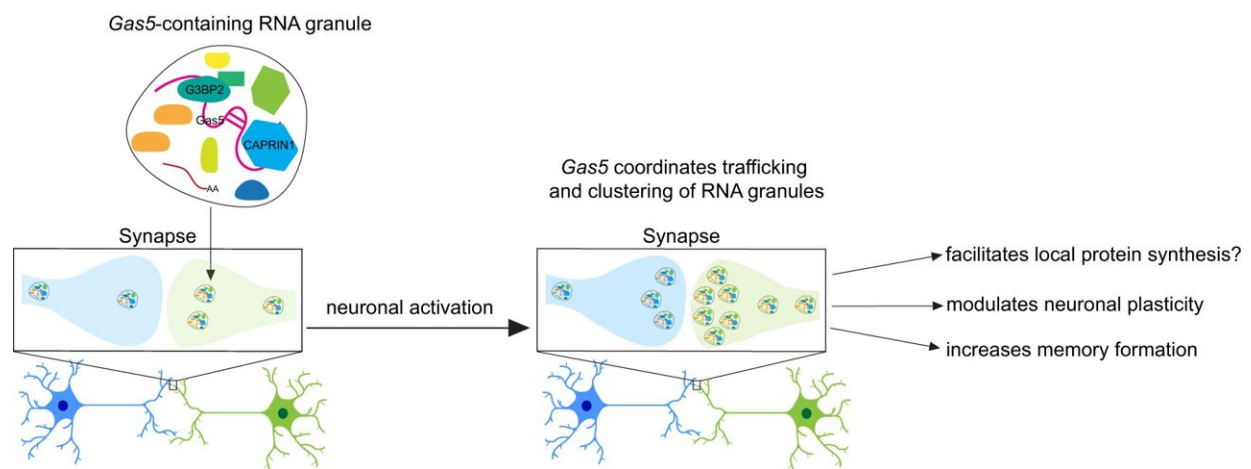 Gas5-containing RNA granule
G3BP2
Gas5
CAPRIN1
AA
Synapse
neuronal activation
Gas5 coordinates trafficking
and clustering of RNA granules
Synapse
facilitates local protein synthesis?
modulates neuronal plasticity
increases memory formation